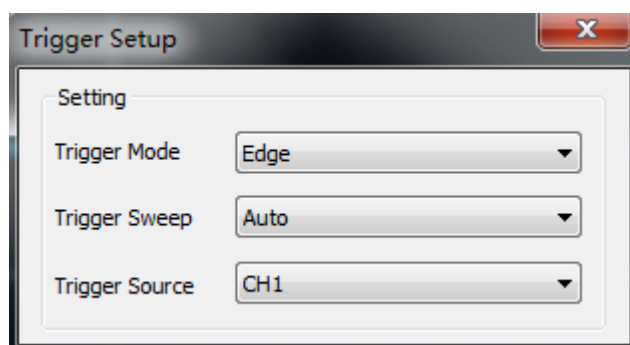 Trigger Setup
Setting
Trigger Mode Edge
Trigger Sweep Auto
Trigger Source CH1